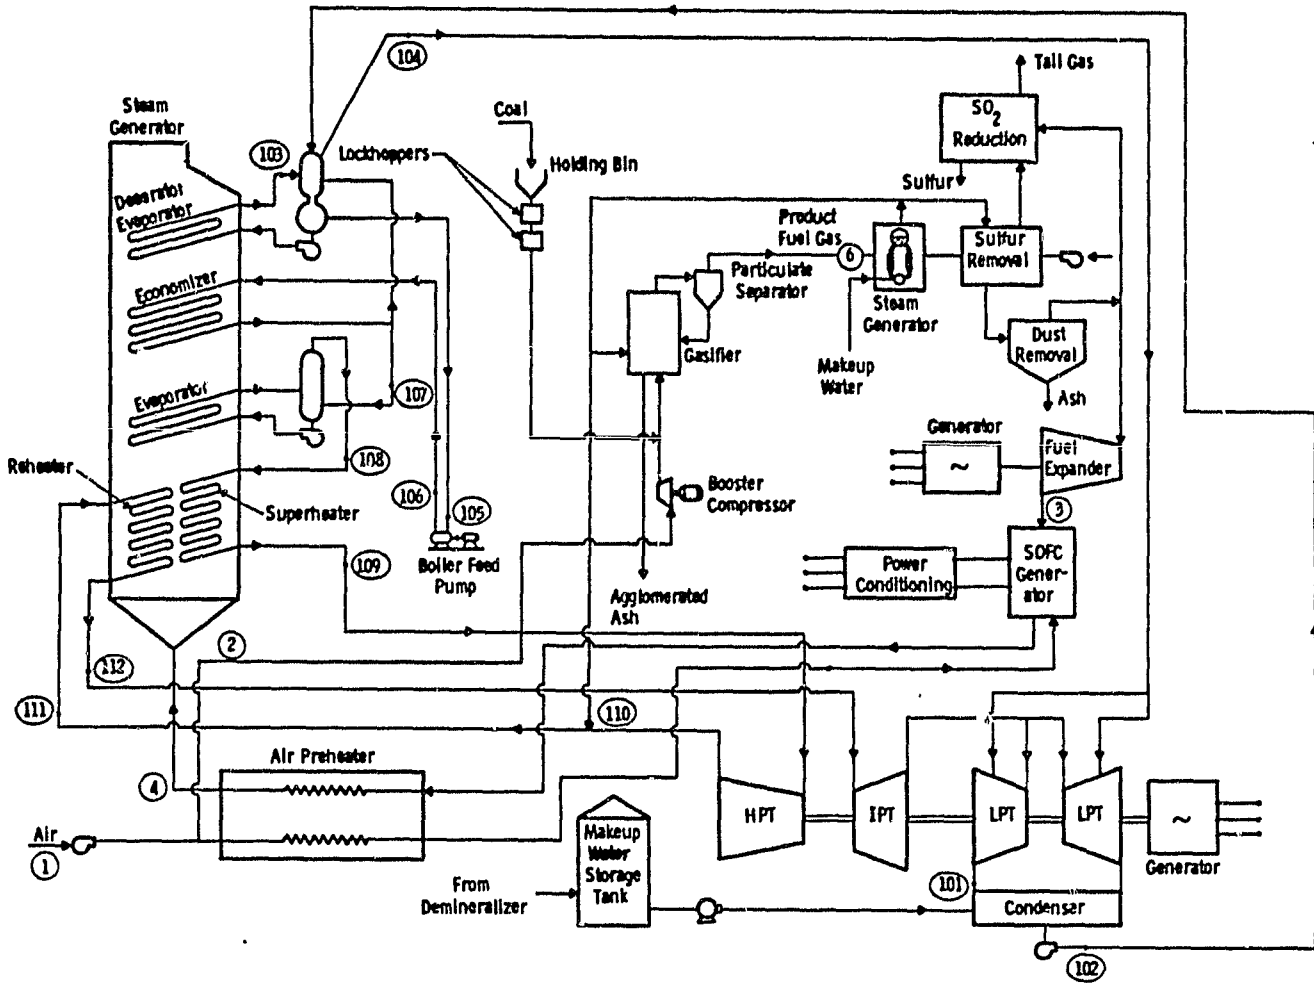 104
Tail Gas
Steam
Generator
Coal
SO2
Reduction
103
Lockhoppers
Holding Bin
Sulfur
Deaerator
Evaporator
Product
Fuel Gas
6
Sulfur
Removal
Particulate
Separator
Steam
Generator
Economizer
Gasifier
Dust
Removal
Makeup
Water
Ash
Evaporator
107
Generator
~
Fuel
Expander
108
Reheater
106
105
Booster
Compressor
3
Superheater
109
Boiler Feed
Pump
Power
Conditioning
SOFC
Gener-
ator
Agglomerated
Ash
2
112
111
110
Air Preheater
4
Air
1
HPT
IPT
LPT
LPT
~
Generator
Makeup
Water
Storage
Tank
From
Demineralizer
101
Condenser
102